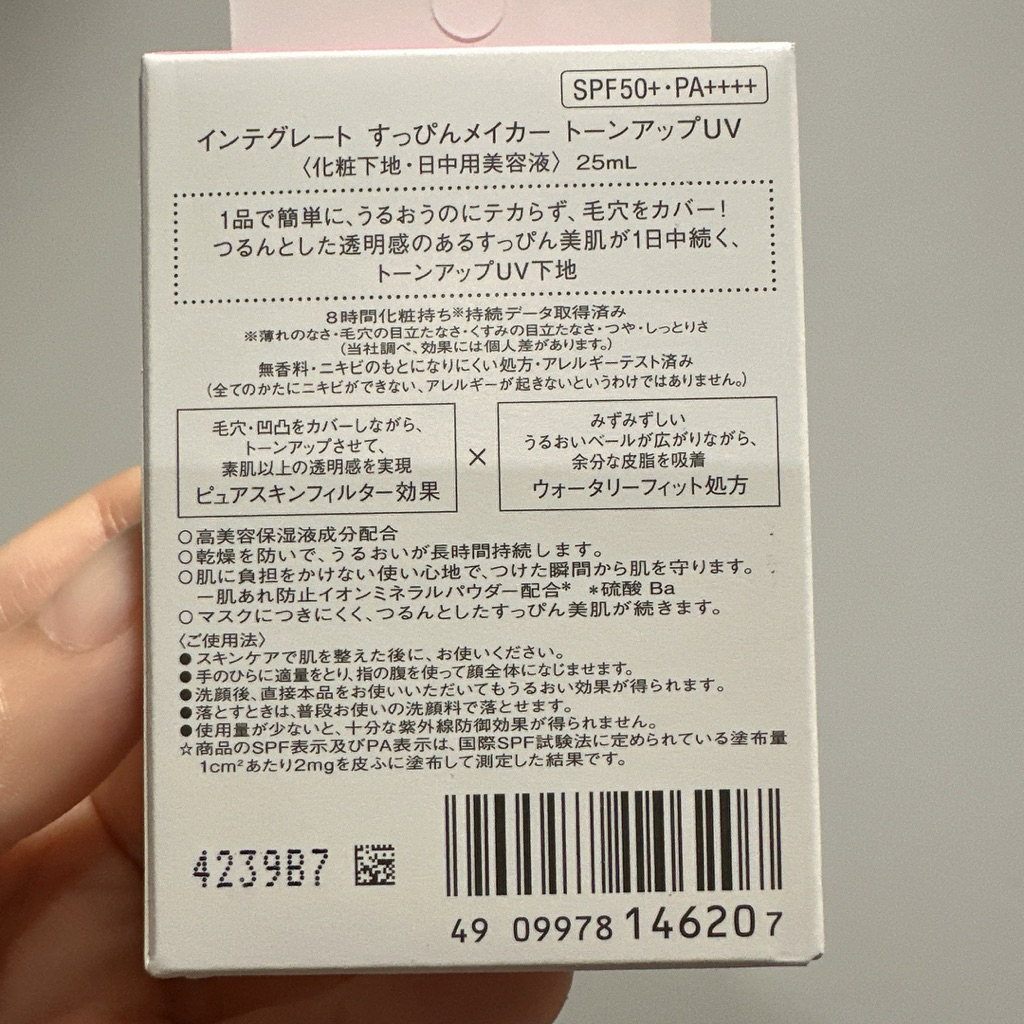 SPF50+・PA++++
インテグレート すっぴんメイカー トーンアップUV
〈化粧下地・日中用美容液〉 25mL
1品で簡単に、うるおうのにテカらず、毛穴をカバー!
つるんとした透明感のあるすっぴん美肌が1日中続く、
トーンアップUV下地
8時間化粧持ち※持続データ取得済み
※薄れのなさ・毛穴の目立たなさ・くすみの目立たなさ・つや・しっとりさ
(当社調べ、効果には個人差があります。)
無香料・ニキビのもとになりにくい処方・アレルギーテスト済み
(全てのかたにニキビができない、アレルギーが起きないというわけではありません。)
毛穴・凹凸をカバーしながら、
トーンアップさせて、
素肌以上の透明感を実現
ピュアスキンフィルター効果
×
みずみずしい
うるおいベールが広がりながら、
余分な皮脂を吸着
ウォータリーフィット処方
○高美容保湿液成分配合
○乾燥を防いで、うるおいが長時間持続します。
○肌に負担をかけない使い心地で、つけた瞬間から肌を守ります。
ー肌あれ防止イオンミネラルパウダー配合* *硫酸 Ba
○マスクにつきにくく、つるんとしたすっぴん美肌が続きます。
〈ご使用法〉
●スキンケアで肌を整えた後に、お使いください。
●手のひらに適量をとり、指の腹を使って顔全体になじませます。
●洗顔後、直接本品をお使いいただいてもうるおい効果が得られます。
●落とすときは、普段お使いの洗顔料で落とせます。
●使用量が少ないと、十分な紫外線防御効果が得られません。
☆商品のSPF表示及びPA表示は、国際SPF試験法に定められている塗布量
1cm²あたり2mgを皮ふに塗布して測定した結果です。
4239B7
49 09978 146207